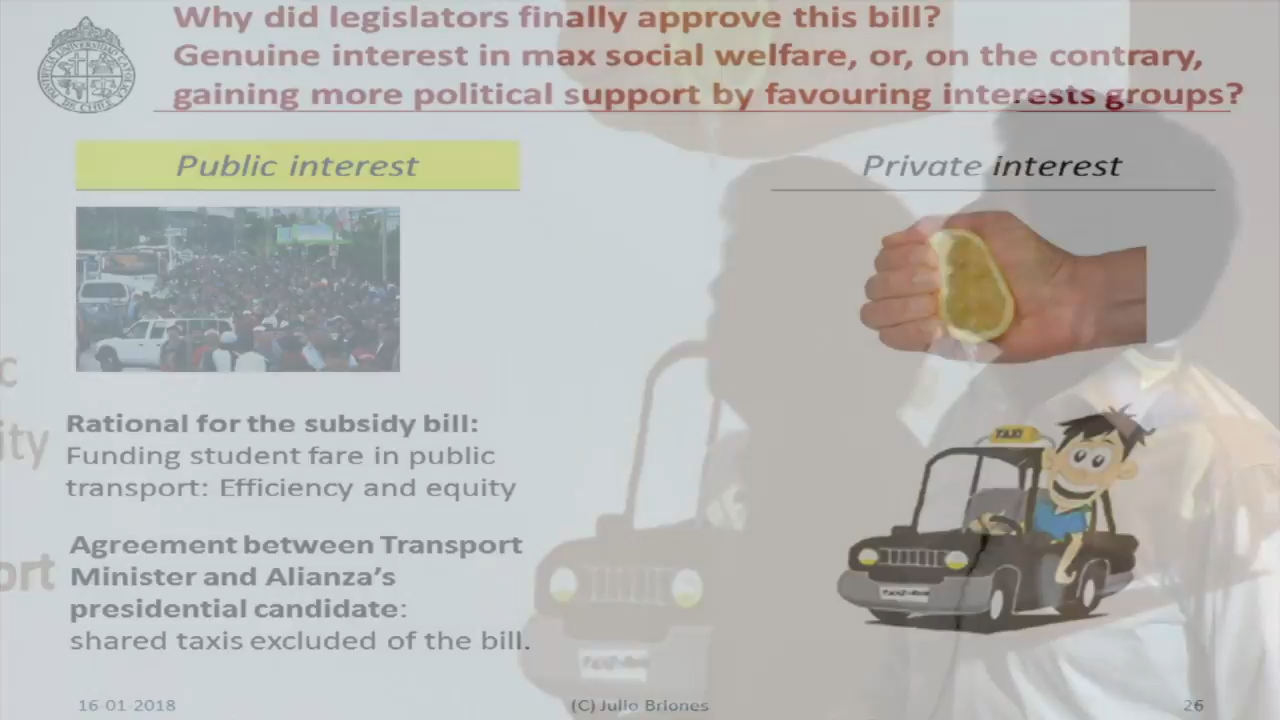 Why did legislators finally approve this bill?
Genuine interest in max social welfare, or, on the contrary,
gaining more political support by favouring interests groups?
Public interest
Private interest
TAXI
Rational for the subsidy bill:
Funding student fare in public
transport: Efficiency and equity
Agreement between Transport
Minister and Alianza's
presidential candidate:
shared taxis excluded of the bill.
c
ity
ort
16-01-2018
(C) Julio Briones
26